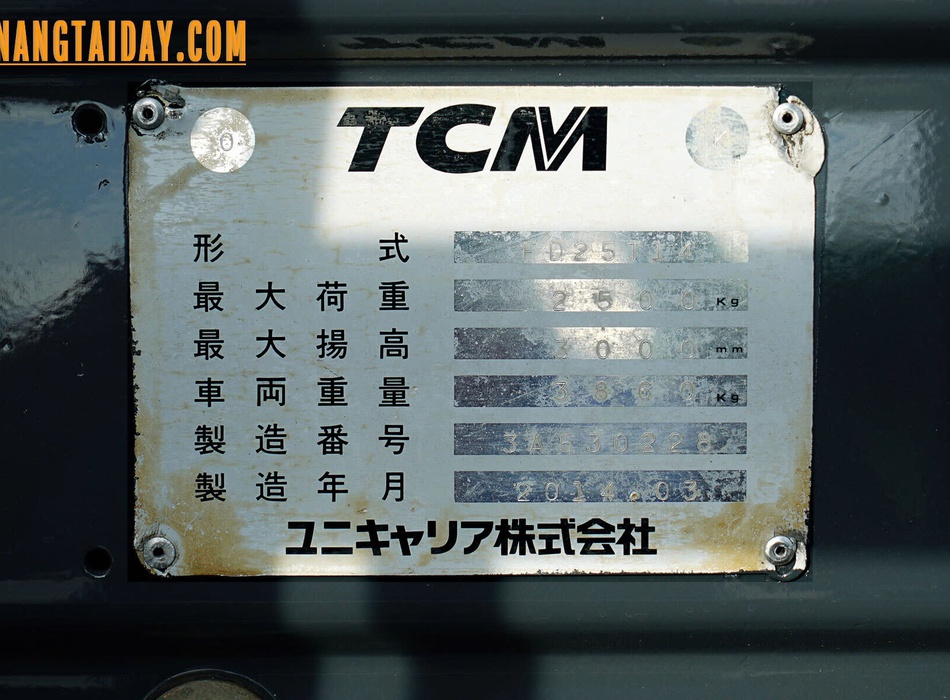 NANGTAIDAY.COM
TCM
形式 FD25T14
最大荷重 2500 Kg
最大揚高 3000 mm
車両重量 Kg
製造番号
製造年月 2014.03
ユニキャリア株式会社